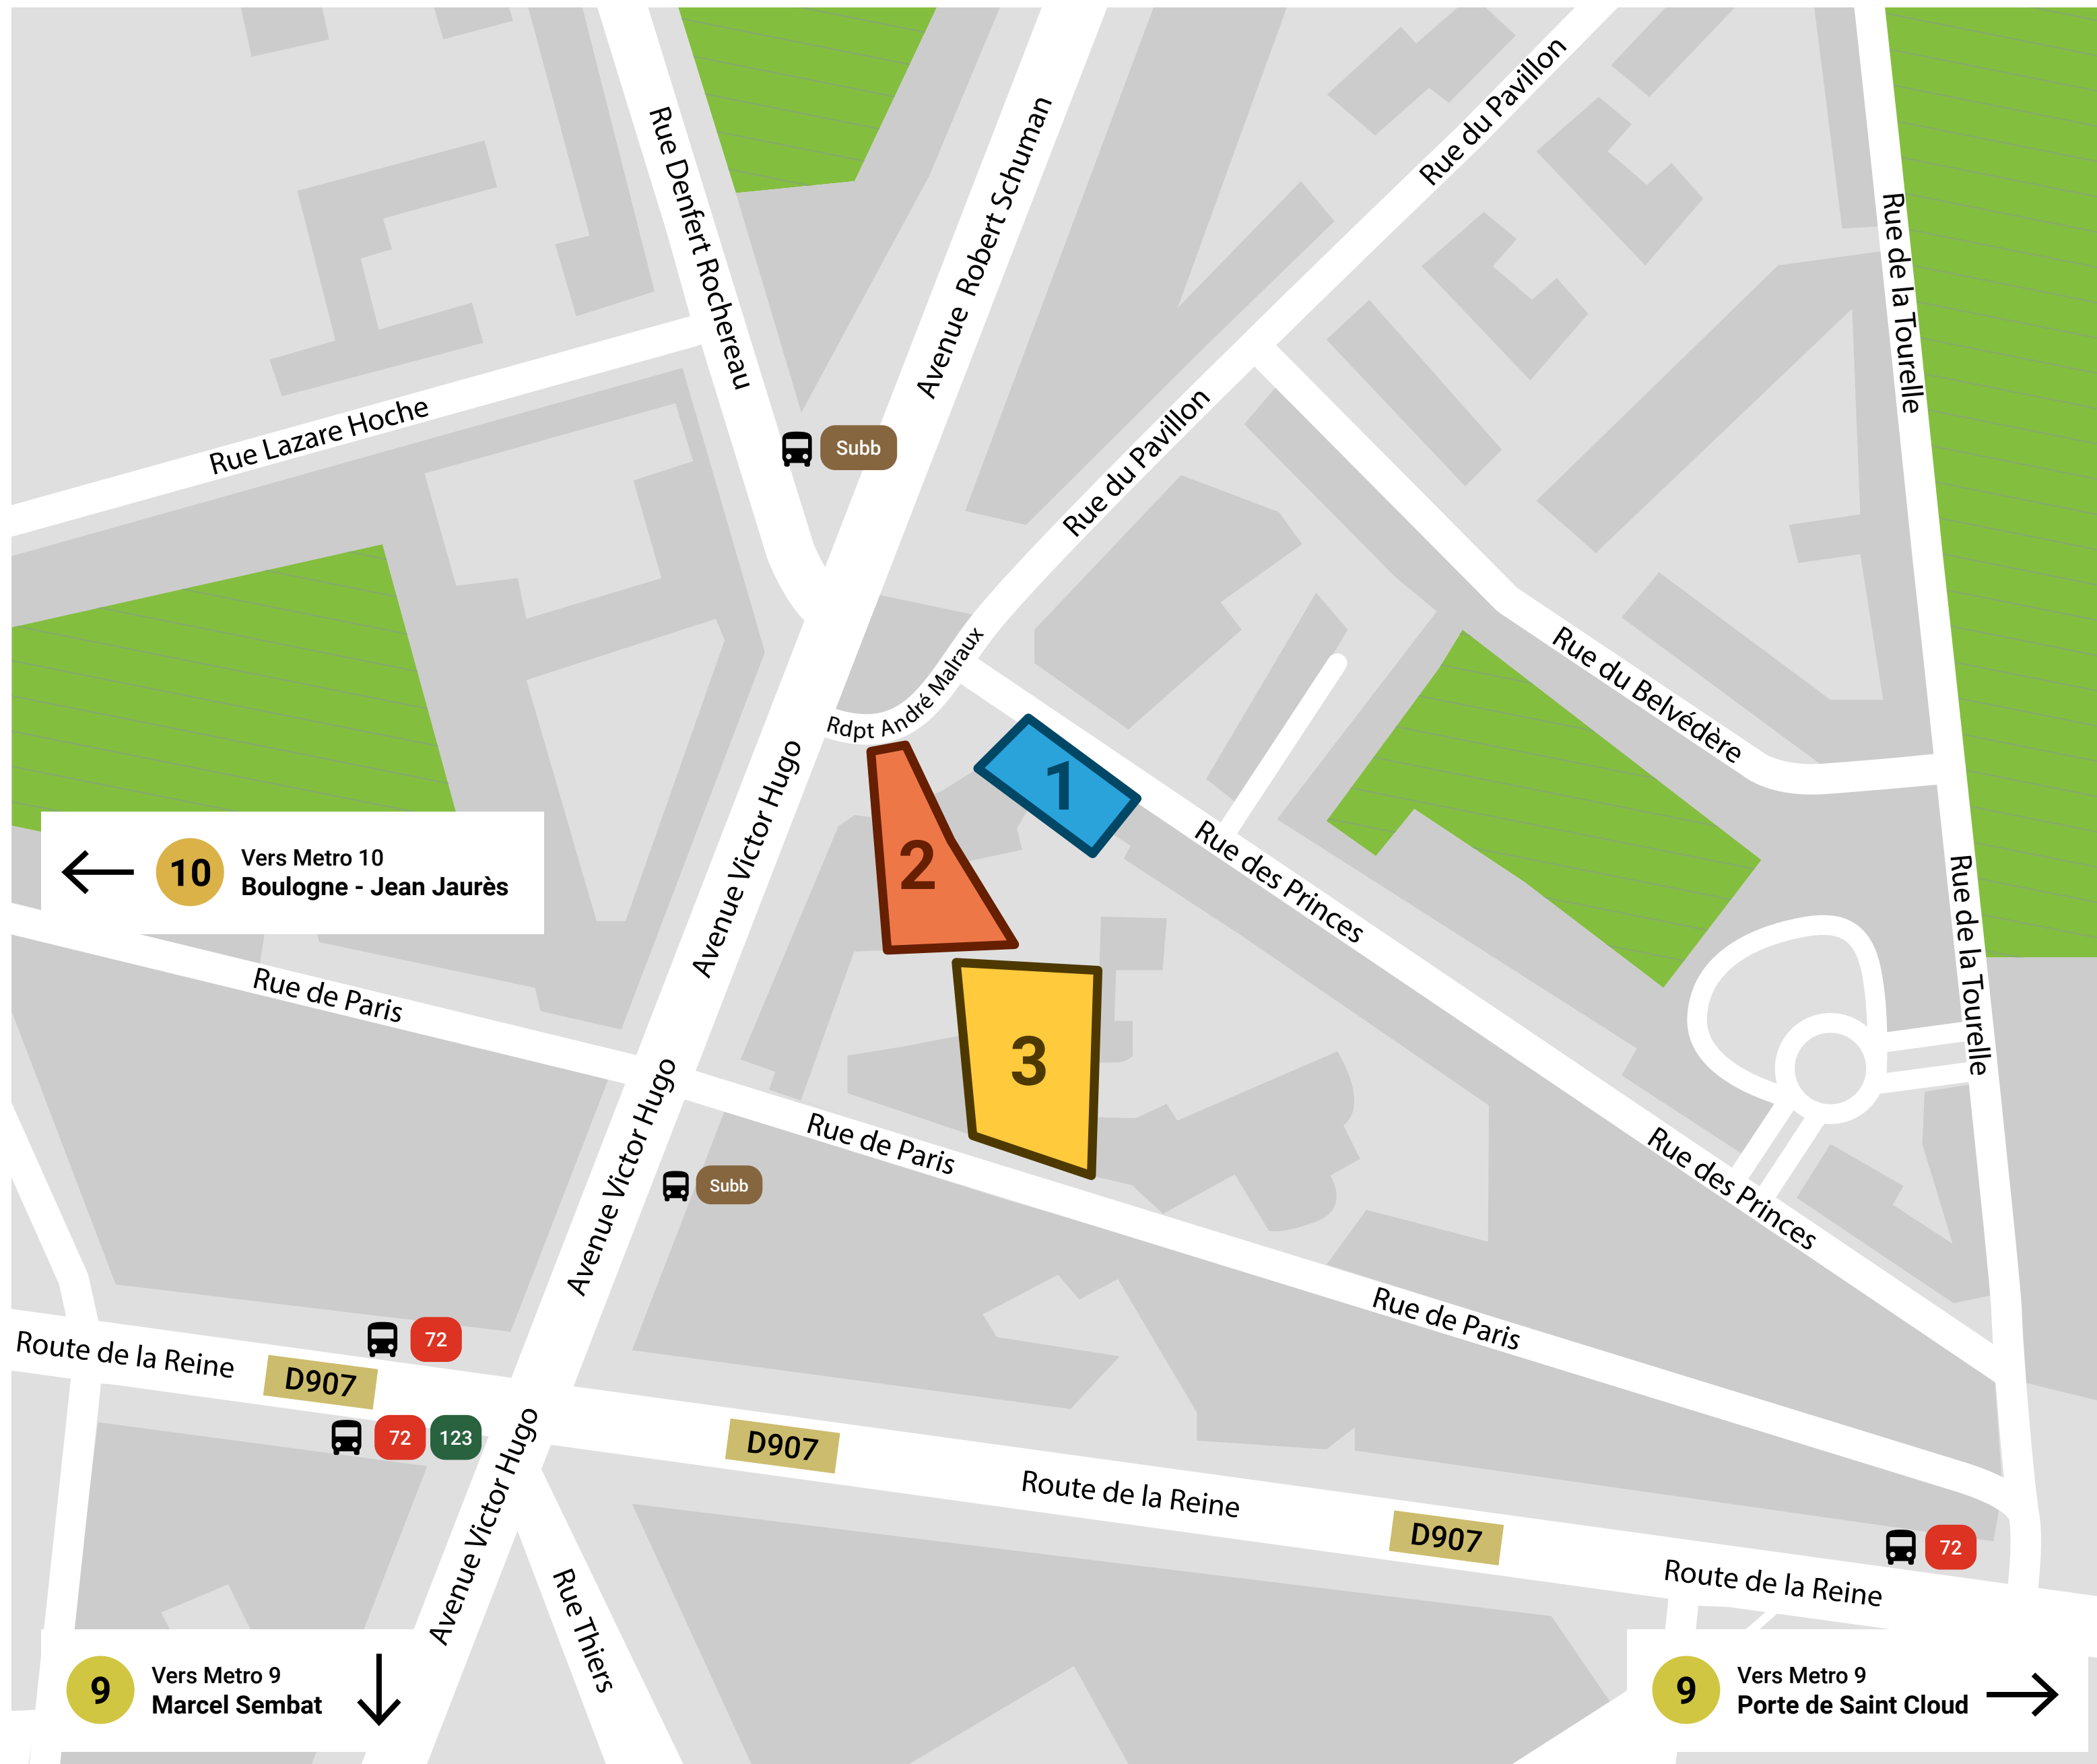 Rue Denfert Rochereau
Avenue Robert Schuman
Rue du Pavillon
Rue de la Tourelle
Rue Lazare Hoche
Subb
Rue du Pavillon
Rdpt André Malraux
Rue du Belvédère
1
2
3
Avenue Victor Hugo
Rue des Princes
10
Vers Metro 10
Boulogne - Jean Jaurès
Rue de Paris
Rue de la Tourelle
Avenue Victor Hugo
Rue de Paris
Subb
Rue des Princes
Rue de Paris
Route de la Reine
D907
72
72
123
Avenue Victor Hugo
D907
Route de la Reine
D907
72
Route de la Reine
Rue Thiers
9
Vers Metro 9
Marcel Sembat
9
Vers Metro 9
Porte de Saint Cloud